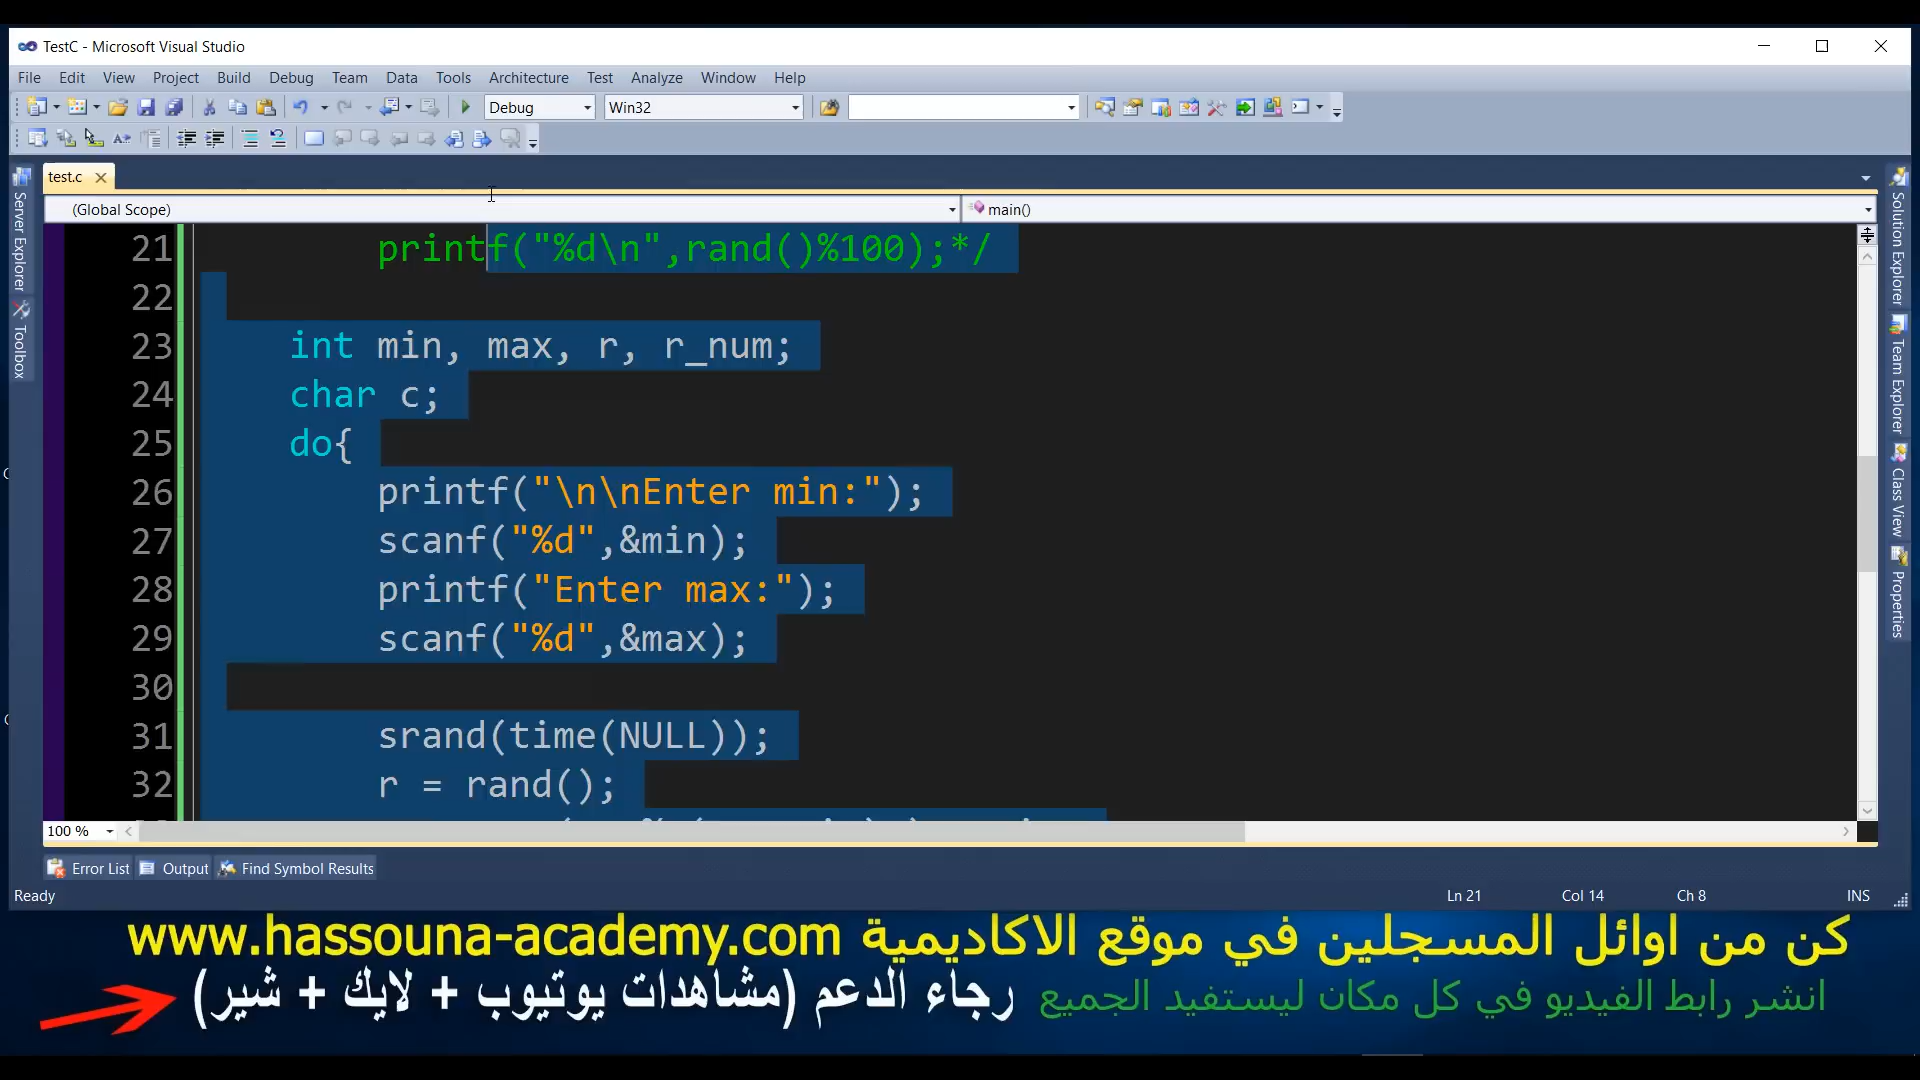 TestC - Microsoft Visual Studio
File Edit View Project Build Debug Team Data Tools Architecture Test Analyze Window Help
Debug Win32
test.c
(Global Scope) main()
Server Explorer
Toolbox
Solution Explorer
Team Explorer
Class View
Properties
21 printf("%d\n",rand()%100);*/
22
23 int min, max, r, r_num;
24 char c;
25 do{
26 printf("\n\nEnter min:");
27 scanf("%d",&min);
28 printf("Enter max:");
29 scanf("%d",&max);
30
31 srand(time(NULL));
32 r = rand();
100 %
Error List Output Find Symbol Results
Ready Ln 21 Col 14 Ch 8 INS
كن من اوائل المسجلين في موقع الاكاديمية www.hassouna-academy.com
انشر رابط الفيديو في كل مكان ليستفيد الجميع رجاء الدعم (مشاهدات يوتيوب + لايك + شير)